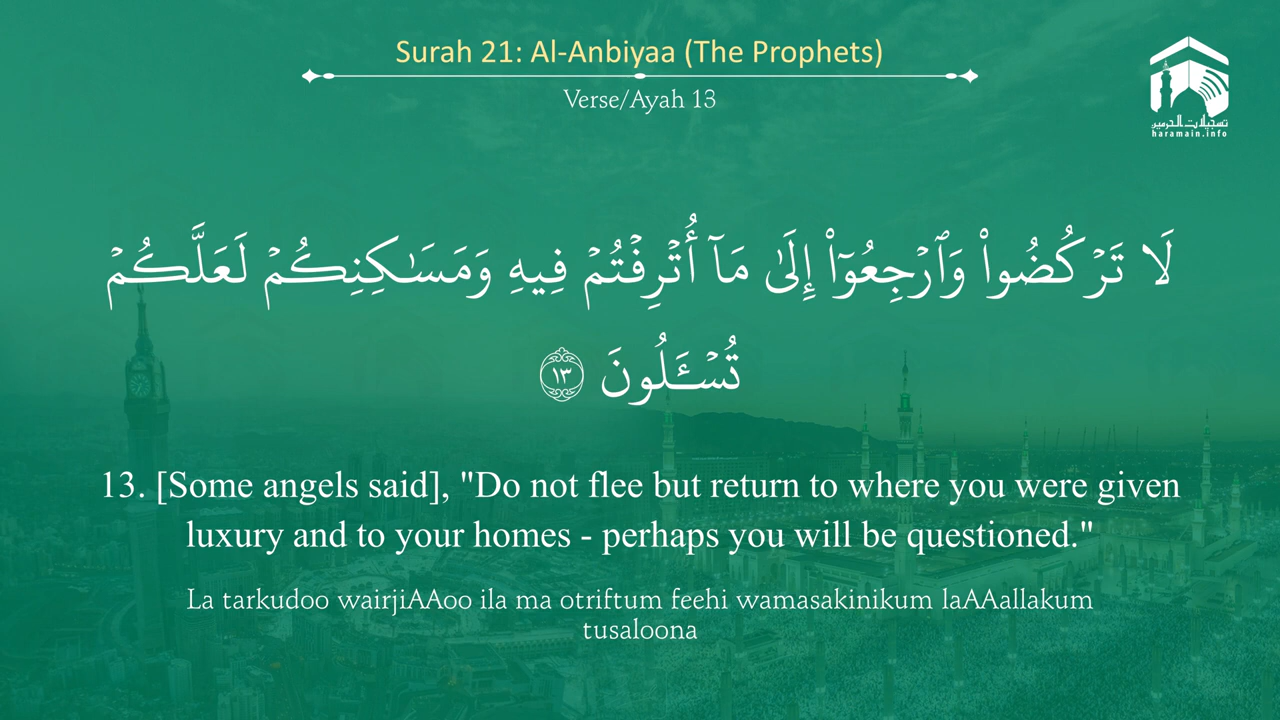 Surah 21: Al-Anbiyaa (The Prophets)
Verse/Ayah 13
تسجيلات الحرمين
haramain.info
لَا تَرْكُضُوا۟ وَٱرْجِعُوٓا۟ إِلَىٰ مَآ أُتْرِفْتُمْ فِيهِ وَمَسَـٰكِنِكُمْ لَعَلَّكُمْ
تُسْـَٔلُونَ ١٣
13. [Some angels said], "Do not flee but return to where you were given
luxury and to your homes - perhaps you will be questioned."
La tarkudoo wairjiAAoo ila ma otriftum feehi wamasakinikum laAAallakum
tusaloona